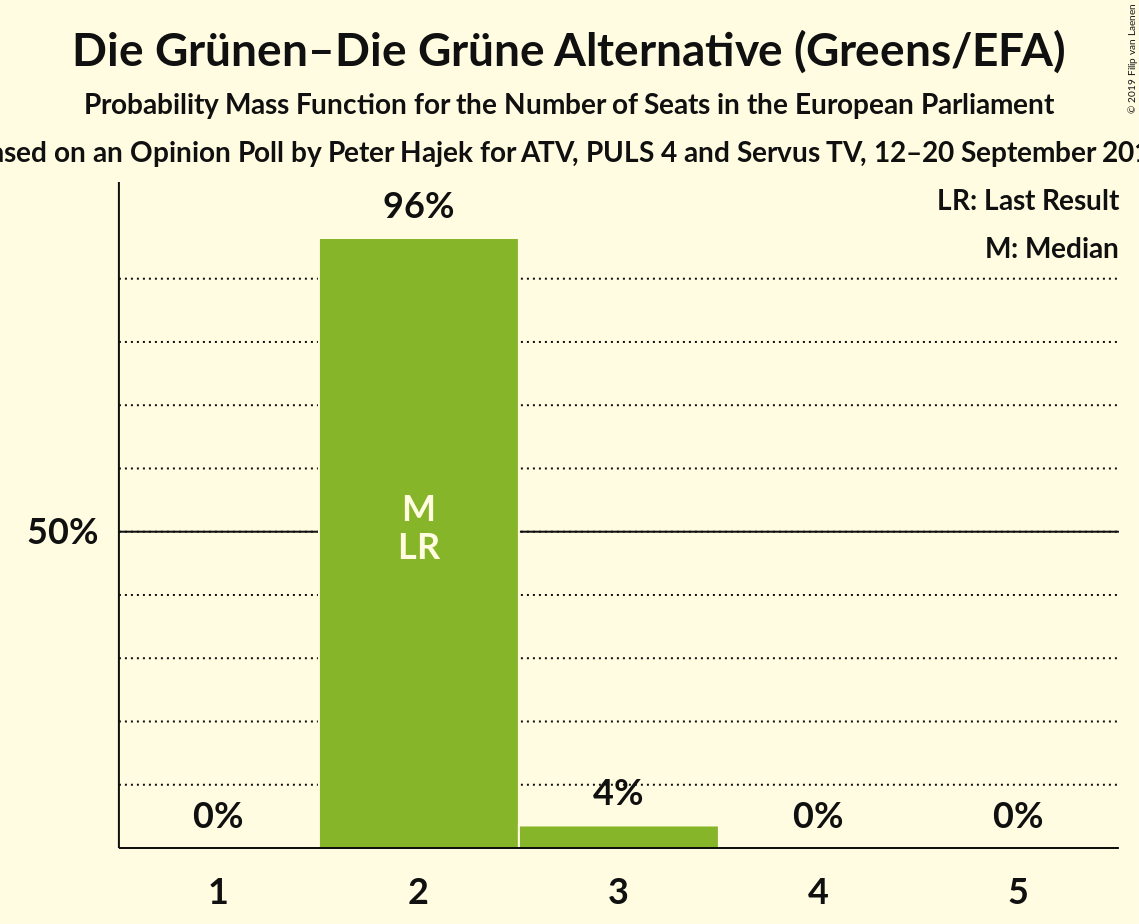 Die Grünen–Die Grüne Alternative (Greens/EFA)
Probability Mass Function for the Number of Seats in the European Parliament
on an Opinion Poll by Peter Hajek for ATV, PULS 4 and Servus TV, 12–20 September
© 2019 Filip van Laenen
LR: Last Result
M: Median
96%
50%
M
LR
0%
4%
0%
0%
1
2
3
4
5